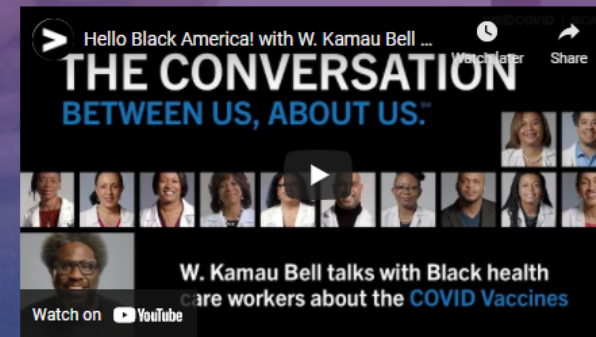 Hello Black America! with W. Kamau Bell ...
Watch later
Share
THE CONVERSATION
BETWEEN US, ABOUT US.℠
W. Kamau Bell talks with Black health
care workers about the COVID Vaccines
Watch on YouTube